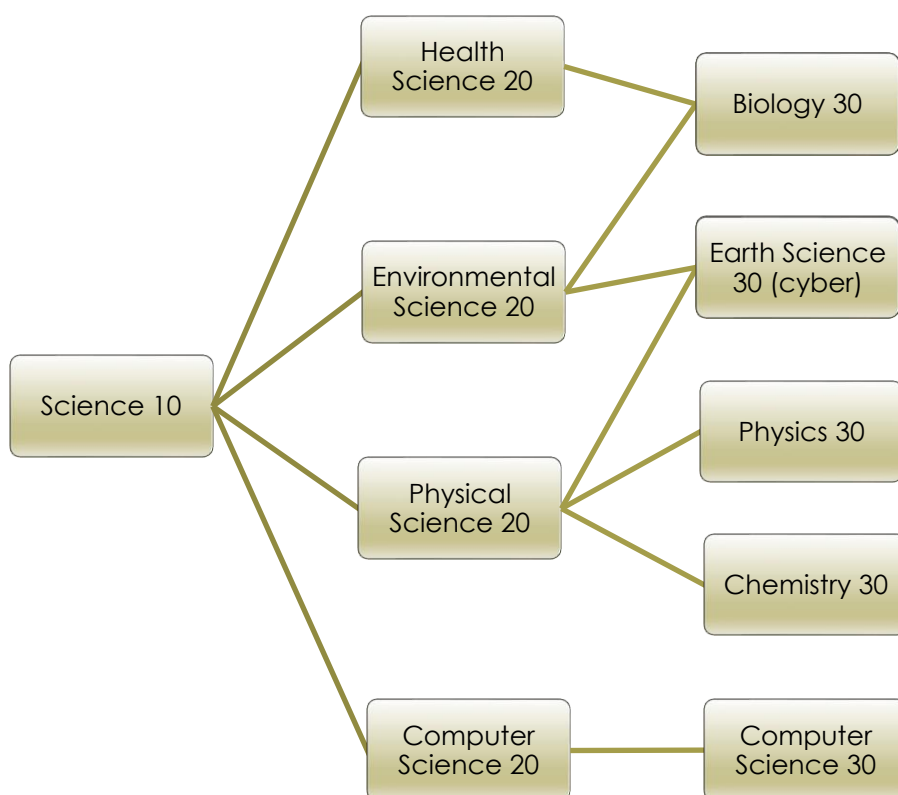 Science 10
Health
Science 20
Environmental
Science 20
Physical
Science 20
Computer
Science 20
Biology 30
Earth Science
30 (cyber)
Physics 30
Chemistry 30
Computer
Science 30